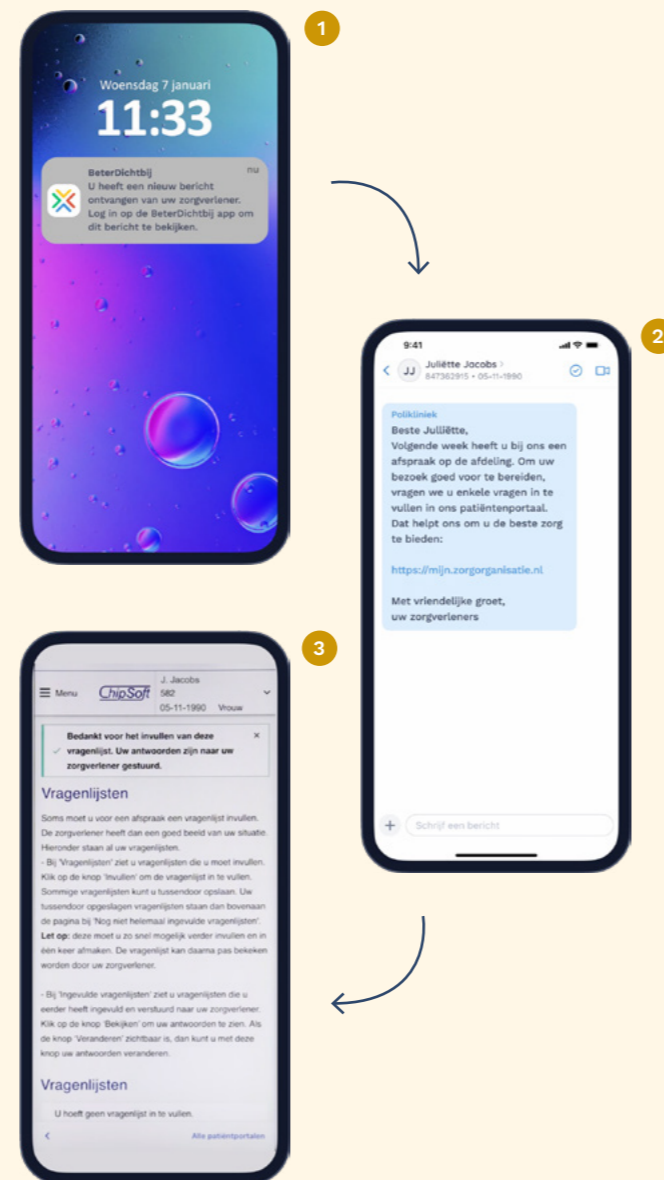 1
Woensdag 7 januari
11:33
BeterDichtbij
nu
U heeft een nieuw bericht
ontvangen van uw zorgverlener.
Log in op de BeterDichtbij app om
dit bericht te bekijken.
2
9:41
JJ
Juliëtte Jacobs
847362915 • 05-11-1990
Polikliniek
Beste Julliëtte,
Volgende week heeft u bij ons een
afspraak op de afdeling. Om uw
bezoek goed voor te bereiden,
vragen we u enkele vragen in te
vullen in ons patiëntenportaal.
Dat helpt ons om u de beste zorg
te bieden:
https://mijn.zorgorganisatie.nl
Met vriendelijke groet,
uw zorgverleners
Schrijf een bericht
3
Menu
ChipSoft
J. Jacobs
582
05-11-1990 Vrouw
Bedankt voor het invullen van deze
vragenlijst. Uw antwoorden zijn naar uw
zorgverlener gestuurd.
Vragenlijsten
Soms moet u voor een afspraak een vragenlijst invullen.
De zorgverlener heeft dan een goed beeld van uw situatie.
Hieronder staan al uw vragenlijsten.
- Bij 'Vragenlijsten' ziet u vragenlijsten die u moet invullen.
Klik op de knop 'Invullen' om de vragenlijst in te vullen.
Sommige vragenlijsten kunt u tussendoor opslaan. Uw
tussendoor opgeslagen vragenlijsten staan dan bovenaan
de pagina bij 'Nog niet helemaal ingevulde vragenlijsten'.
Let op: deze moet u zo snel mogelijk verder invullen en in
één keer afmaken. De vragenlijst kan daarna pas bekeken
worden door uw zorgverlener.
- Bij 'Ingevulde vragenlijsten' ziet u vragenlijsten die u
eerder heeft ingevuld en verstuurd naar uw zorgverlener.
Klik op de knop 'Bekijken' om uw antwoorden te zien. Als
de knop 'Veranderen' zichtbaar is, dan kunt u met deze
knop uw antwoorden veranderen.
Vragenlijsten
U hoeft geen vragenlijst in te vullen.
Alle patiëntportalen